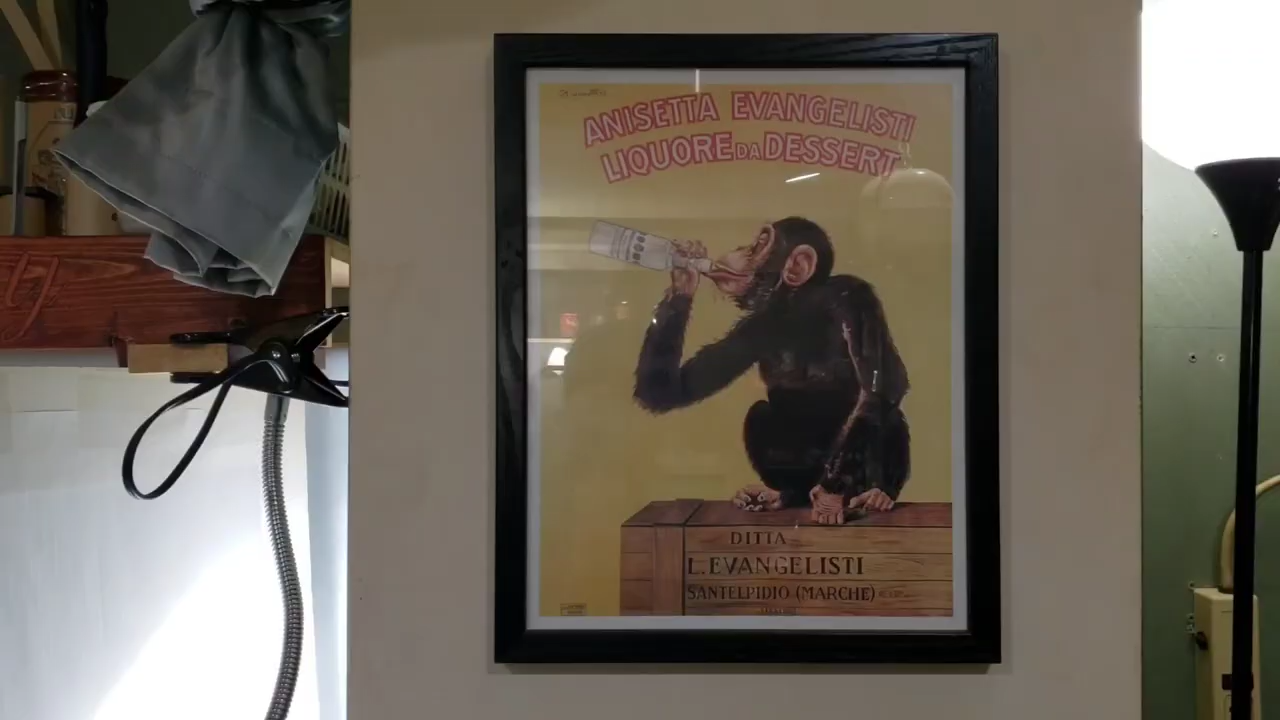 ANISETTA EVANGELISTI
LIQUORE DA DESSERT
DITTA
L. EVANGELISTI
SANTELPIDIO (MARCHE)